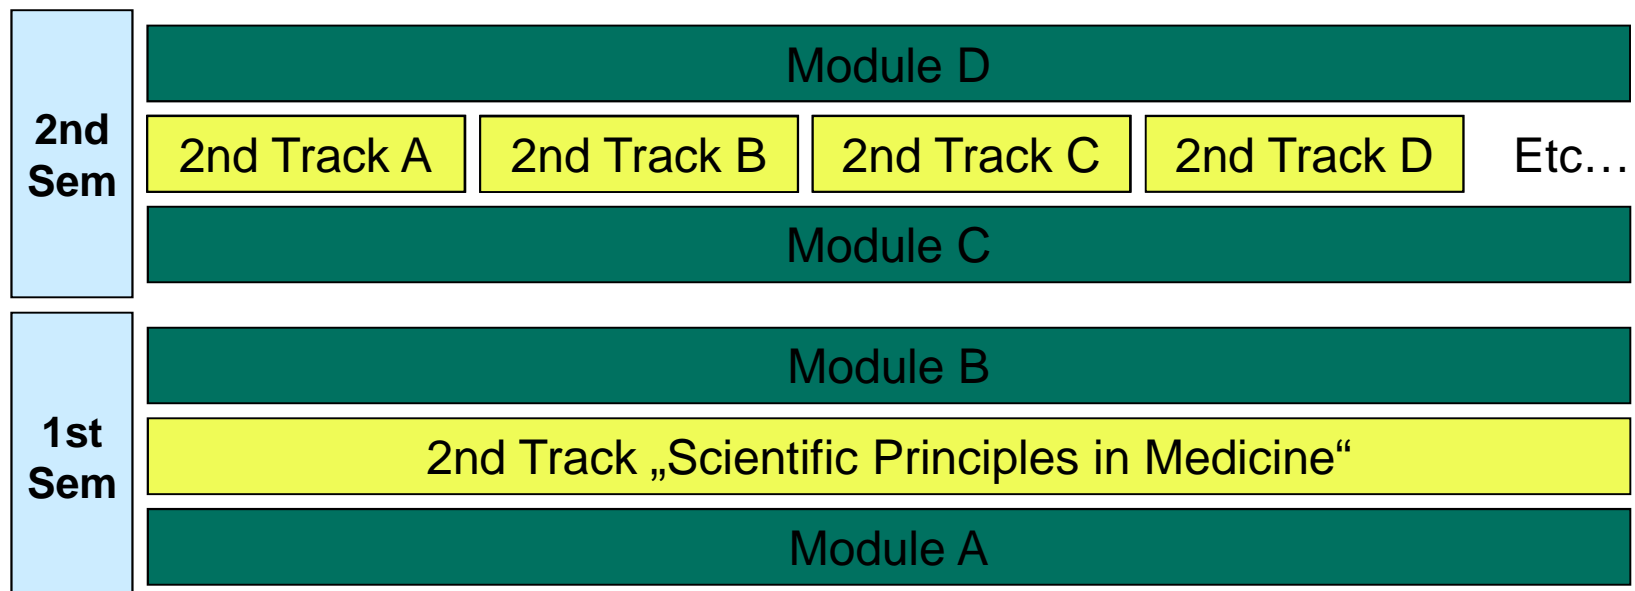 2nd
Sem
Module D
2nd Track A
2nd Track B
2nd Track C
2nd Track D
Etc…
Module C
1st
Sem
Module B
2nd Track „Scientific Principles in Medicine“
Module A